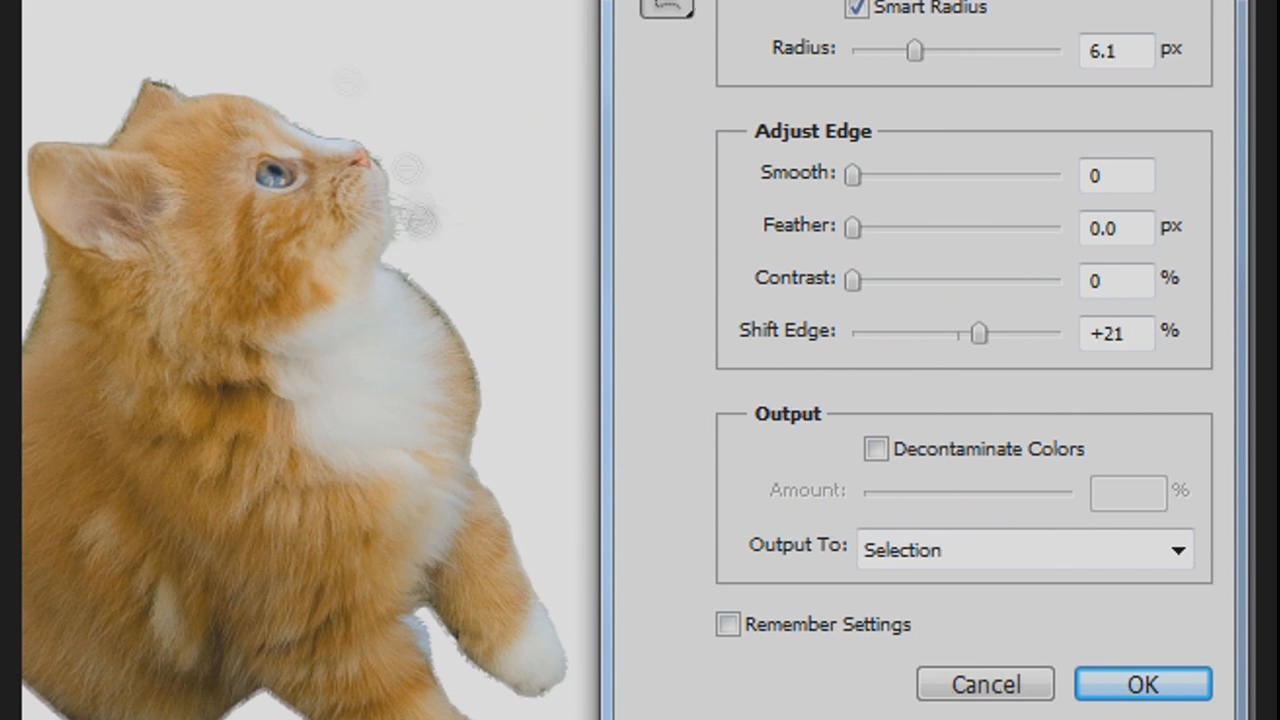 Smart Radius
Radius: 6.1 px
Adjust Edge
Smooth: 0
Feather: 0.0 px
Contrast: 0 %
Shift Edge: +21 %
Output
Decontaminate Colors
Amount: %
Output To: Selection
Remember Settings
Cancel OK